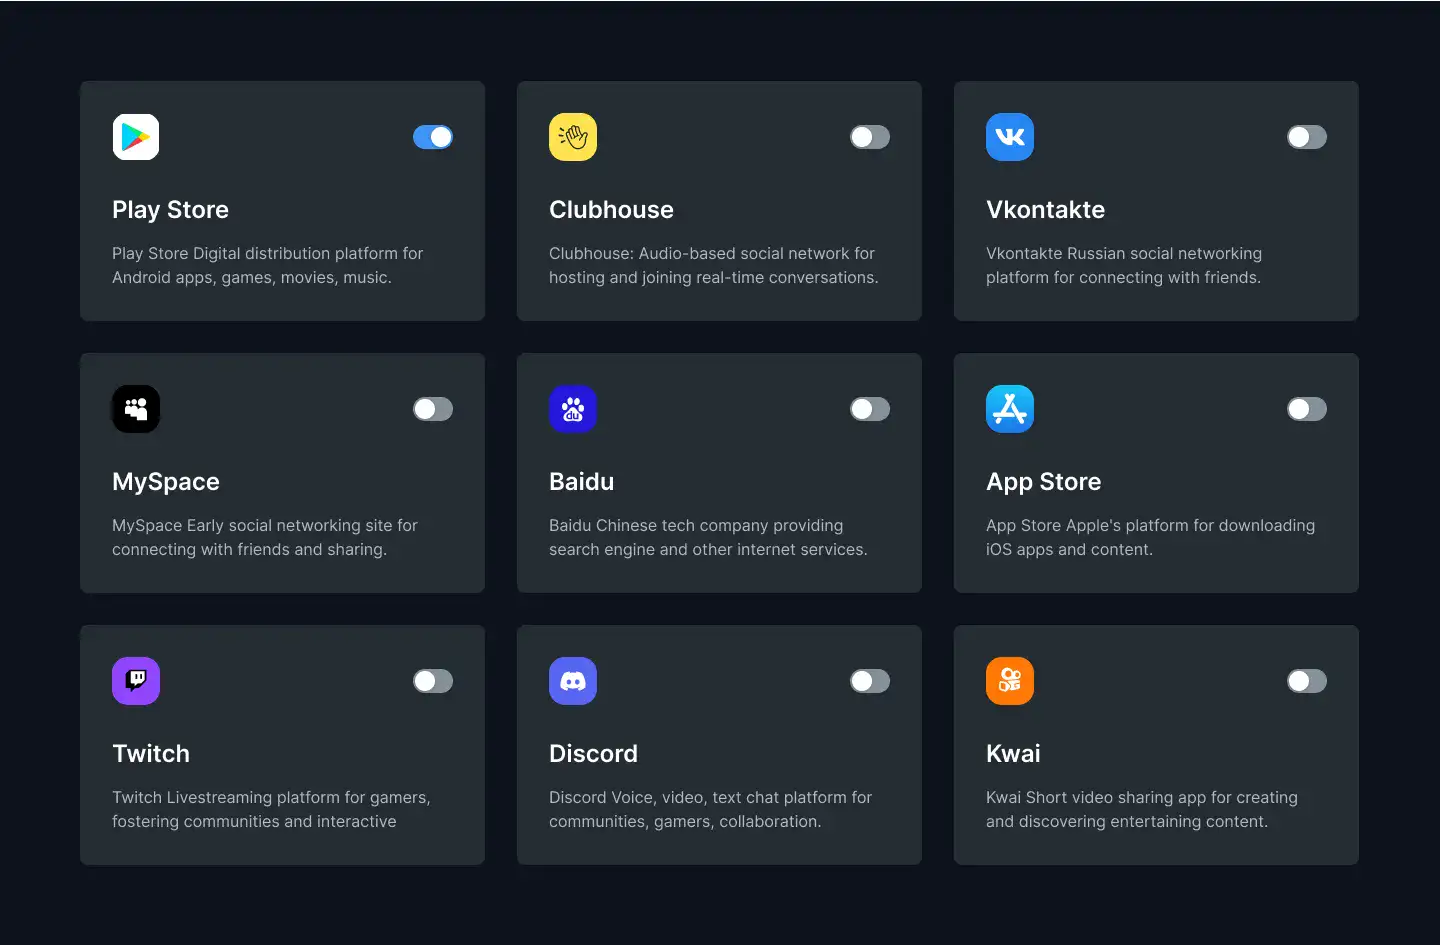 Play Store
Play Store Digital distribution platform for
Android apps, games, movies, music.
Clubhouse
Clubhouse: Audio-based social network for
hosting and joining real-time conversations.
Vkontakte
Vkontakte Russian social networking
platform for connecting with friends.
MySpace
MySpace Early social networking site for
connecting with friends and sharing.
du
Baidu
Baidu Chinese tech company providing
search engine and other internet services.
App Store
App Store Apple's platform for downloading
iOS apps and content.
Twitch
Twitch Livestreaming platform for gamers,
fostering communities and interactive
Discord
Discord Voice, video, text chat platform for
communities, gamers, collaboration.
Kwai
Kwai Short video sharing app for creating
and discovering entertaining content.